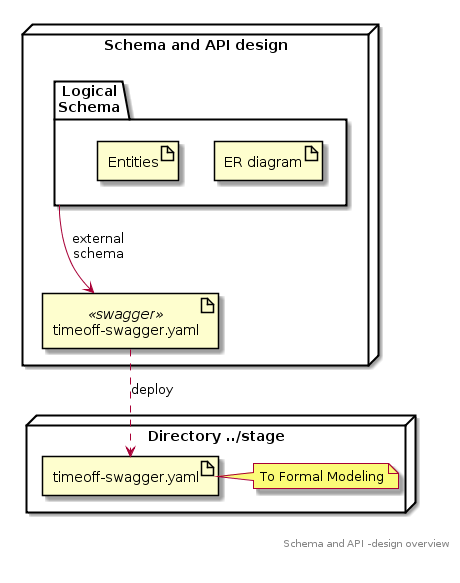 Schema and API design
Logical
Schema
Entities
ER diagram
external
schema
«swagger»
timeoff-swagger.yaml
deploy
Directory ../stage
timeoff-swagger.yaml
To Formal Modeling
Schema and API -design overview